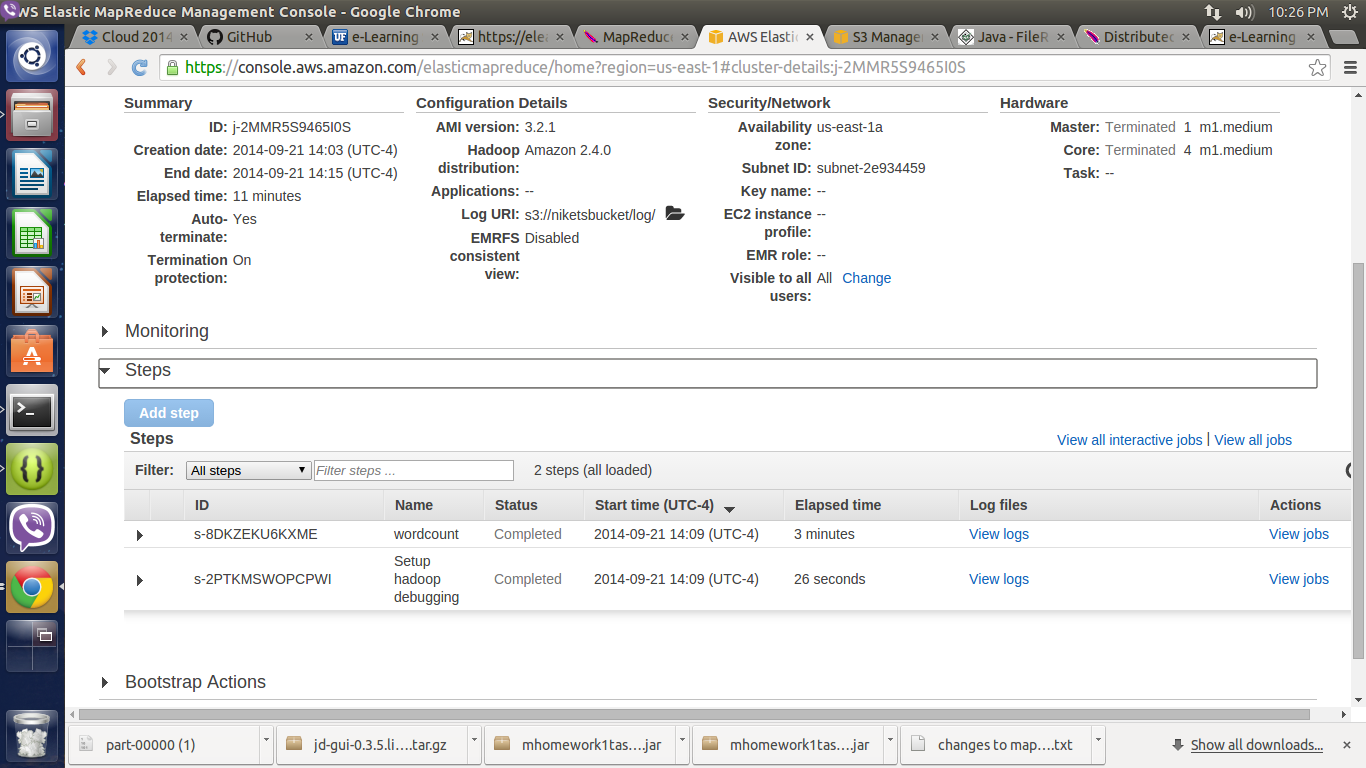 WS Elastic MapReduce Management Console - Google Chrome
10:26 PM
Cloud 2014
GitHub
UF e-Learning
https://ele
MapReduc
AWS Elasti
S3 Manage
Java - FileR
Distributed
e-Learning
https://console.aws.amazon.com/elasticmapreduce/home?region=us-east-1#cluster-details:j-2MMR5S9465I0S
Summary
ID: j-2MMR5S9465I0S
Creation date: 2014-09-21 14:03 (UTC-4)
End date: 2014-09-21 14:15 (UTC-4)
Elapsed time: 11 minutes
Auto- Yes
terminate:
Termination On
protection:
Configuration Details
AMI version: 3.2.1
Hadoop Amazon 2.4.0
distribution:
Applications: --
Log URI: s3://niketsbucket/log/
EMRFS Disabled
consistent
view:
Security/Network
Availability us-east-1a
zone:
Subnet ID: subnet-2e934459
Key name: --
EC2 instance --
profile:
EMR role: --
Visible to all All Change
users:
Hardware
Master: Terminated 1 m1.medium
Core: Terminated 4 m1.medium
Task: --
Monitoring
Steps
Add step
Steps
View all interactive jobs | View all jobs
Filter: All steps Filter steps ... 2 steps (all loaded)
ID Name Status Start time (UTC-4) Elapsed time Log files Actions
s-8DKZEKU6KXME wordcount Completed 2014-09-21 14:09 (UTC-4) 3 minutes View logs View jobs
s-2PTKMSWOPCPWI Setup hadoop debugging Completed 2014-09-21 14:09 (UTC-4) 26 seconds View logs View jobs
Bootstrap Actions
part-00000 (1)
jd-gui-0.3.5.li....tar.gz
mhomework1tas....jar
mhomework1tas....jar
changes to map....txt
Show all downloads...